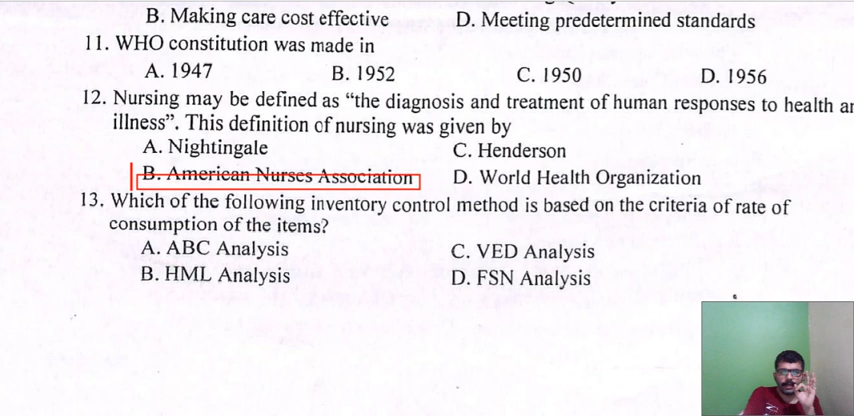 B. Making care cost effective D. Meeting predetermined standards
11. WHO constitution was made in
A. 1947 B. 1952 C. 1950 D. 1956
12. Nursing may be defined as “the diagnosis and treatment of human responses to health
illness”. This definition of nursing was given by
A. Nightingale C. Henderson
B. American Nurses Association D. World Health Organization
13. Which of the following inventory control method is based on the criteria of rate of
consumption of the items?
A. ABC Analysis C. VED Analysis
B. HML Analysis D. FSN Analysis